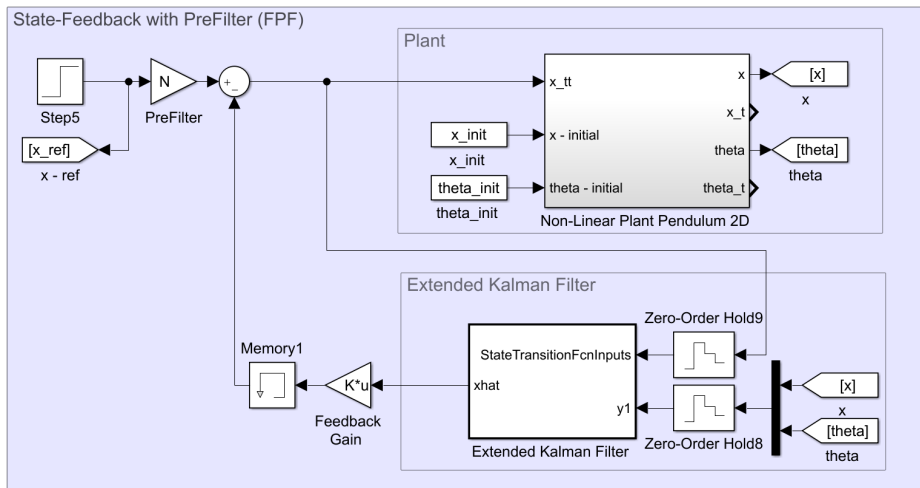 State-Feedback with PreFilter (FPF)
Plant
Step5
N
PreFilter
+
-
[x_ref]
x - ref
x_tt
x_init
x_init
x - initial
theta_init
theta_init
theta - initial
x
x_t
theta
theta_t
Non-Linear Plant Pendulum 2D
[x]
x
[theta]
theta
Extended Kalman Filter
Memory1
K*u
Feedback
Gain
StateTransitionFcnInputs
xhat
y1
Extended Kalman Filter
Zero-Order Hold9
Zero-Order Hold8
[x]
x
[theta]
theta